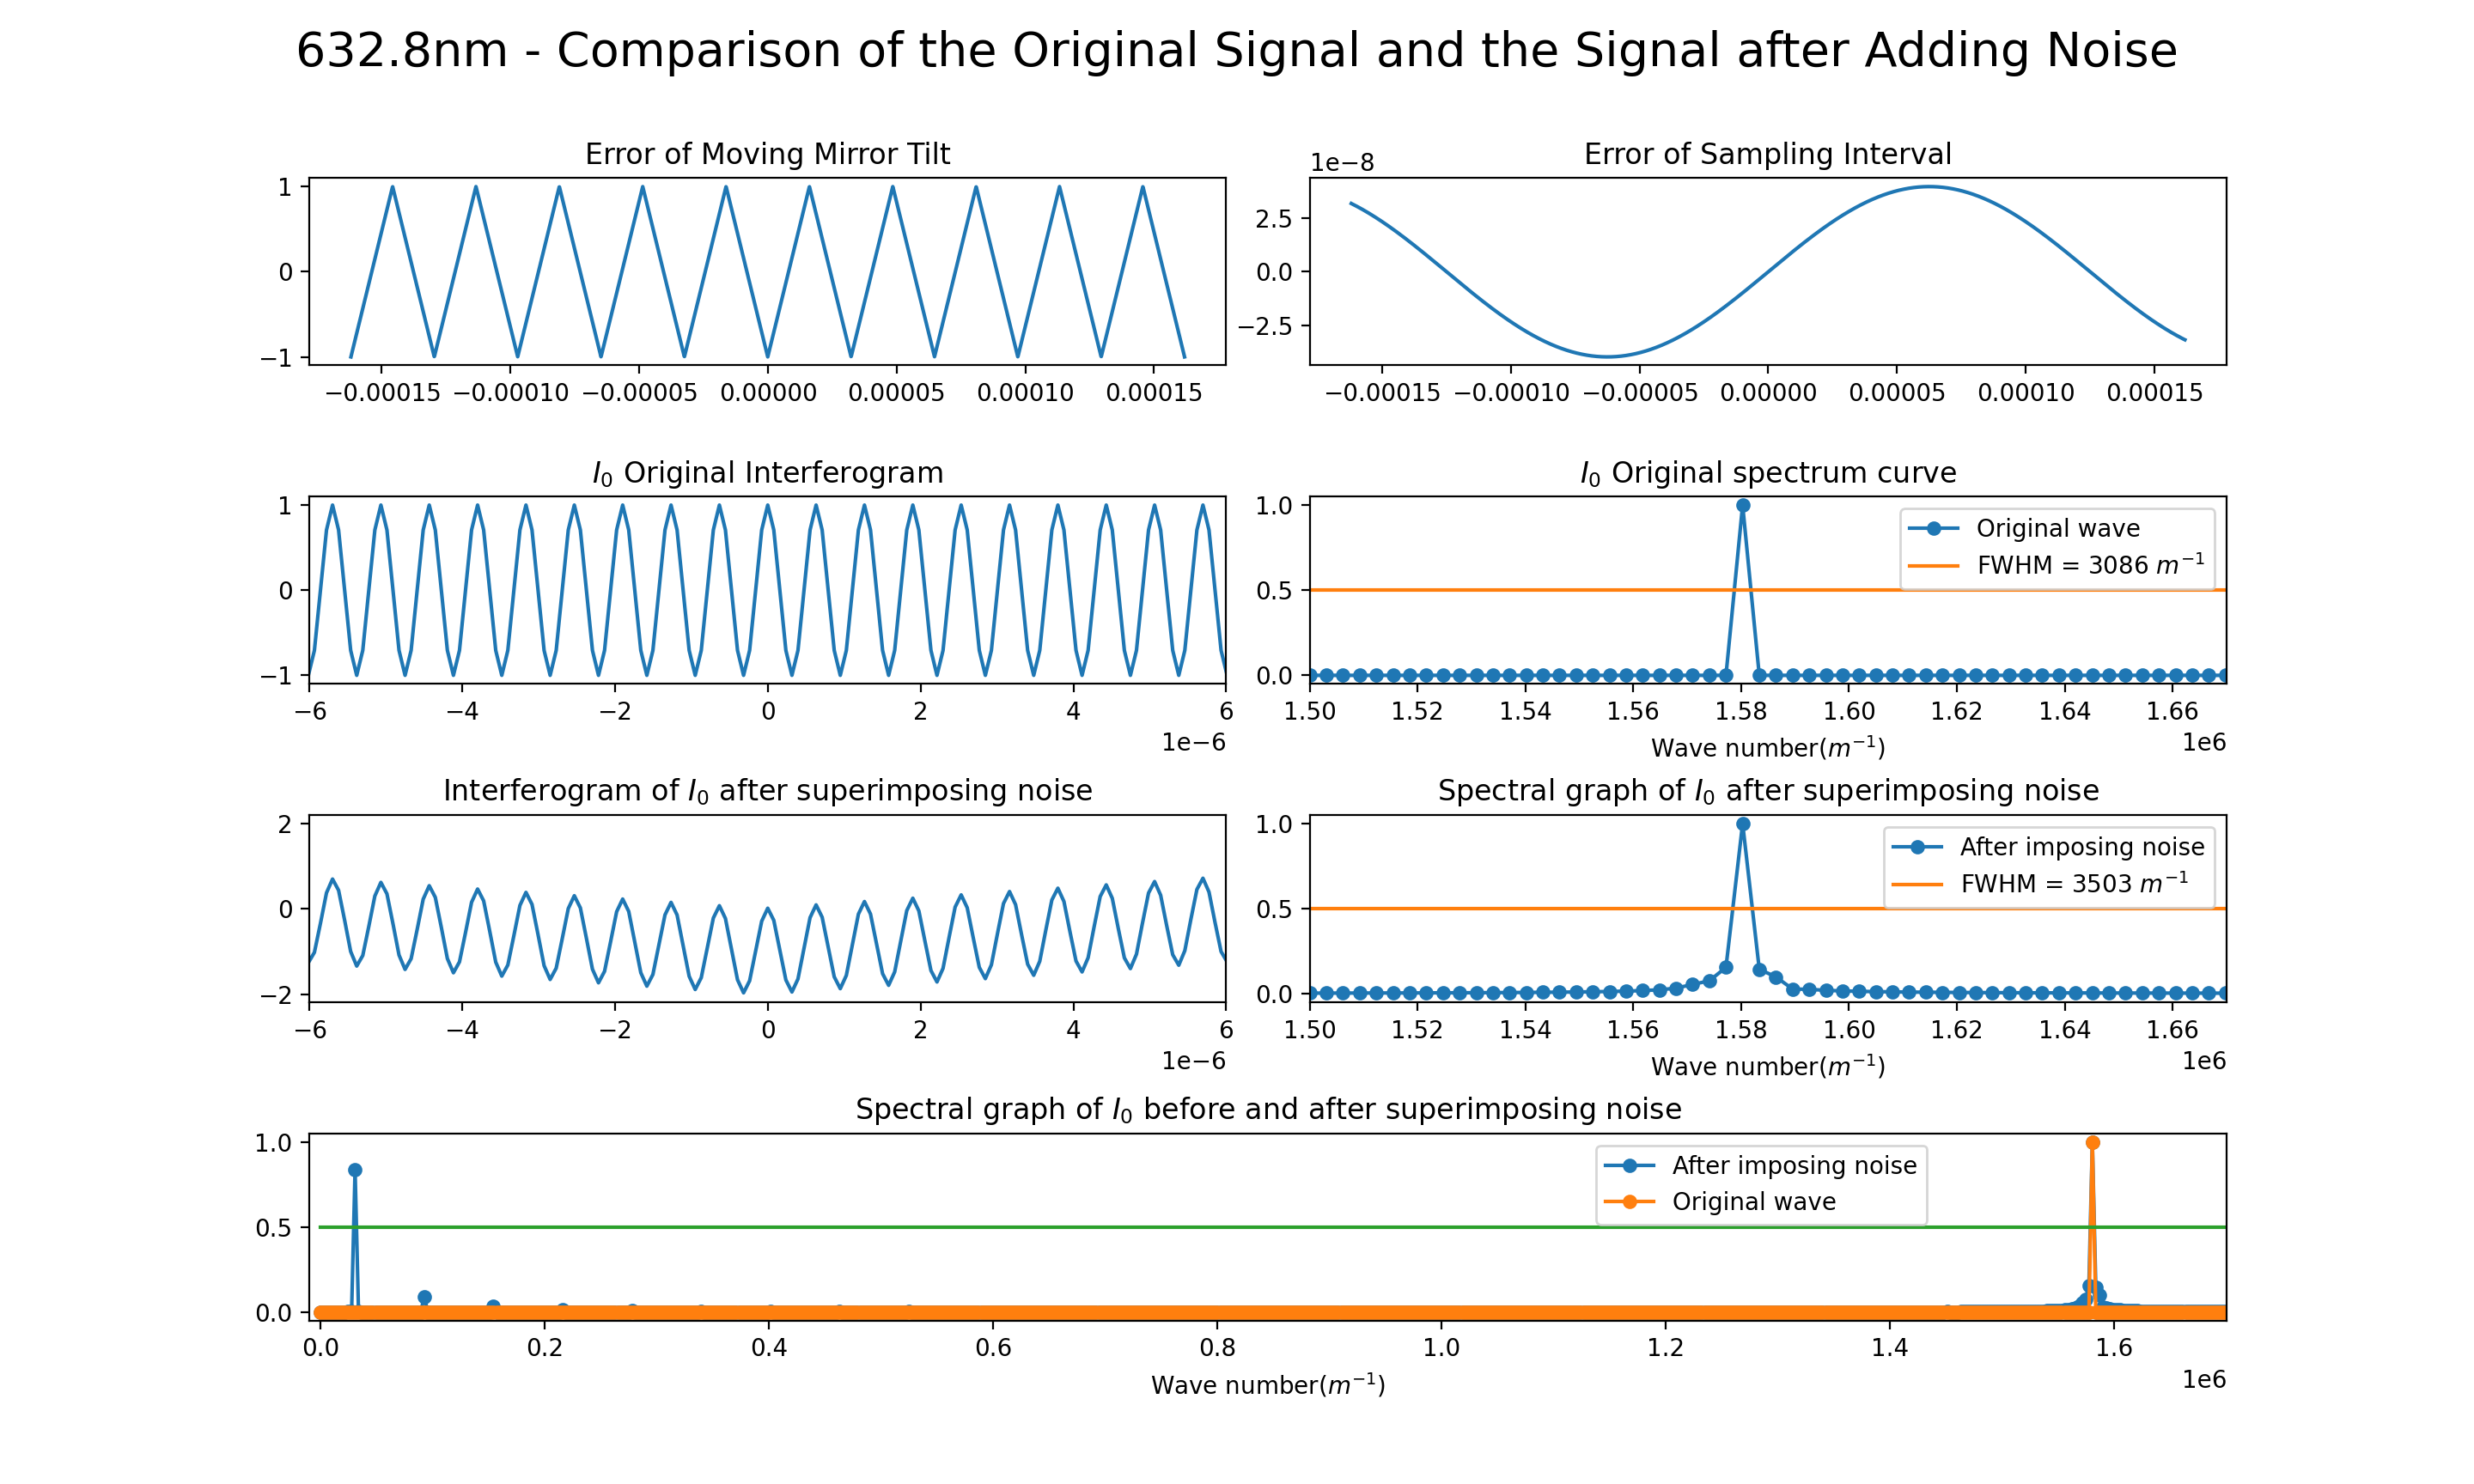 632.8nm - Comparison of the Original Signal and the Signal after Adding Noise
Error of Moving Mirror Tilt
1
0
−1
−0.00015 −0.00010 −0.00005 0.00000 0.00005 0.00010 0.00015
Error of Sampling Interval
1e−8
2.5
0.0
−2.5
−0.00015 −0.00010 −0.00005 0.00000 0.00005 0.00010 0.00015
I₀ Original Interferogram
1
0
−1
−6 −4 −2 0 2 4 6
1e−6
I₀ Original spectrum curve
1.0
0.5
0.0
Original wave
FWHM = 3086 m⁻¹
1.50 1.52 1.54 1.56 1.58 1.60 1.62 1.64 1.66
1e6
Wave number(m⁻¹)
Interferogram of I₀ after superimposing noise
2
0
−2
−6 −4 −2 0 2 4 6
1e−6
Spectral graph of I₀ after superimposing noise
1.0
0.5
0.0
After imposing noise
FWHM = 3503 m⁻¹
1.50 1.52 1.54 1.56 1.58 1.60 1.62 1.64 1.66
1e6
Wave number(m⁻¹)
Spectral graph of I₀ before and after superimposing noise
1.0
0.5
0.0
After imposing noise
Original wave
0.0 0.2 0.4 0.6 0.8 1.0 1.2 1.4 1.6
1e6
Wave number(m⁻¹)